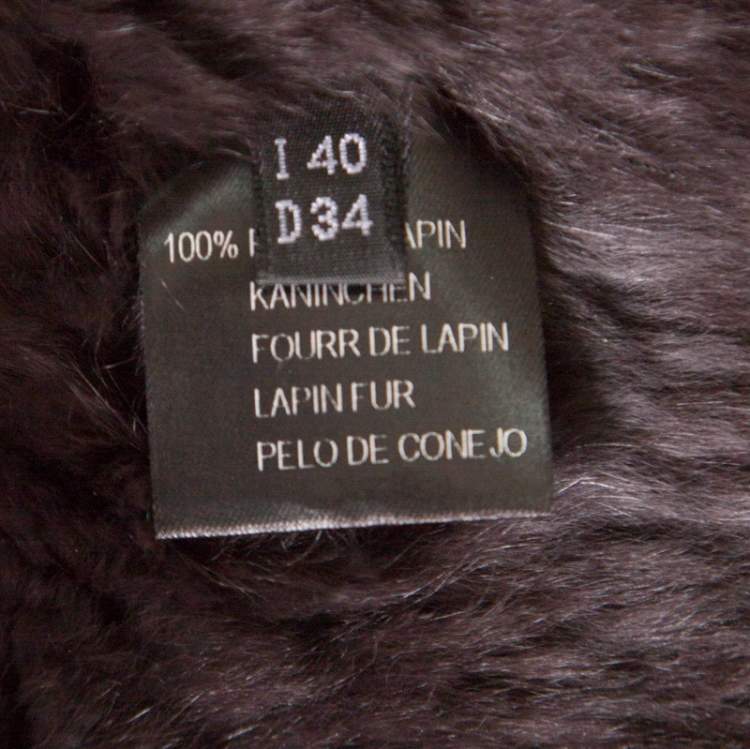 I 40
D 34
100%
KANINCHEN
FOURR DE LAPIN
LAPIN FUR
PELO DE CONEJO